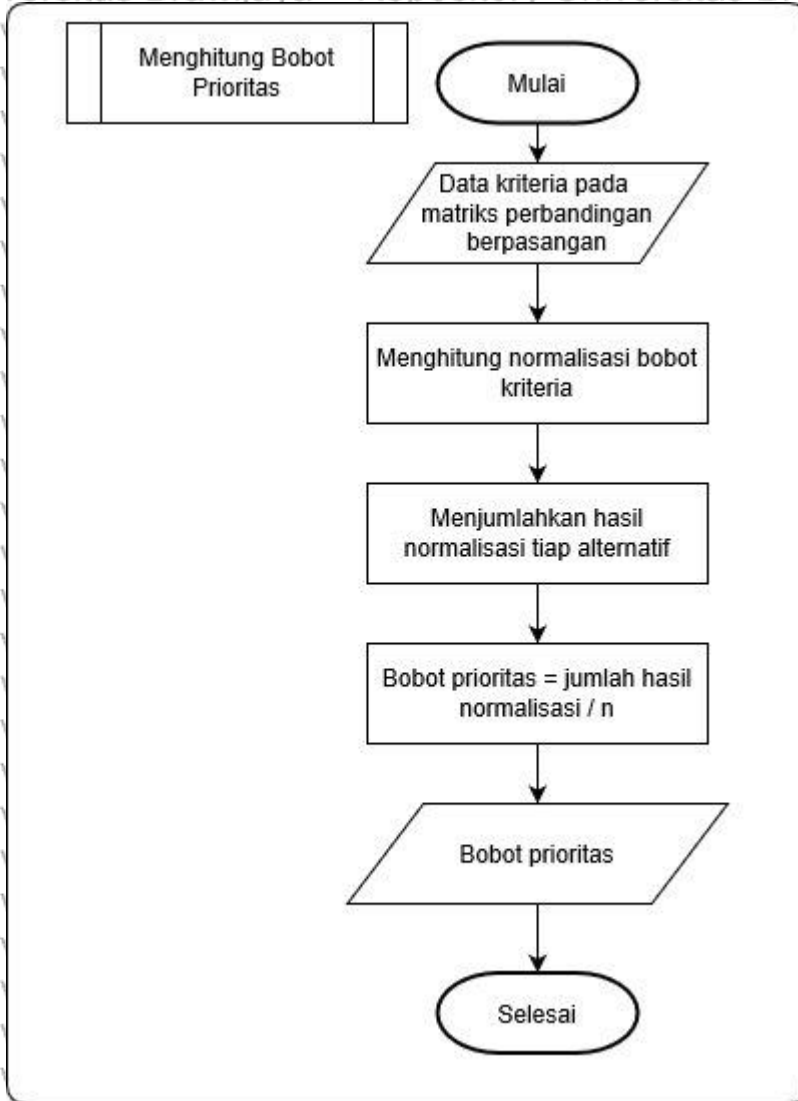 Menghitung Bobot
Prioritas
Mulai
Data kriteria pada
matriks perbandingan
berpasangan
Menghitung normalisasi bobot
kriteria
Menjumlahkan hasil
normalisasi tiap alternatif
Bobot prioritas = jumlah hasil
normalisasi / n
Bobot prioritas
Selesai